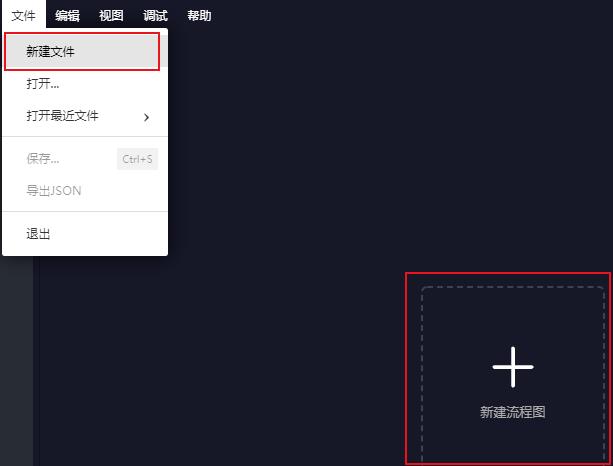 文件 编辑 视图 调试 帮助
新建文件
打开...
打开最近文件
保存... Ctrl+S
导出JSON
退出
新建流程图